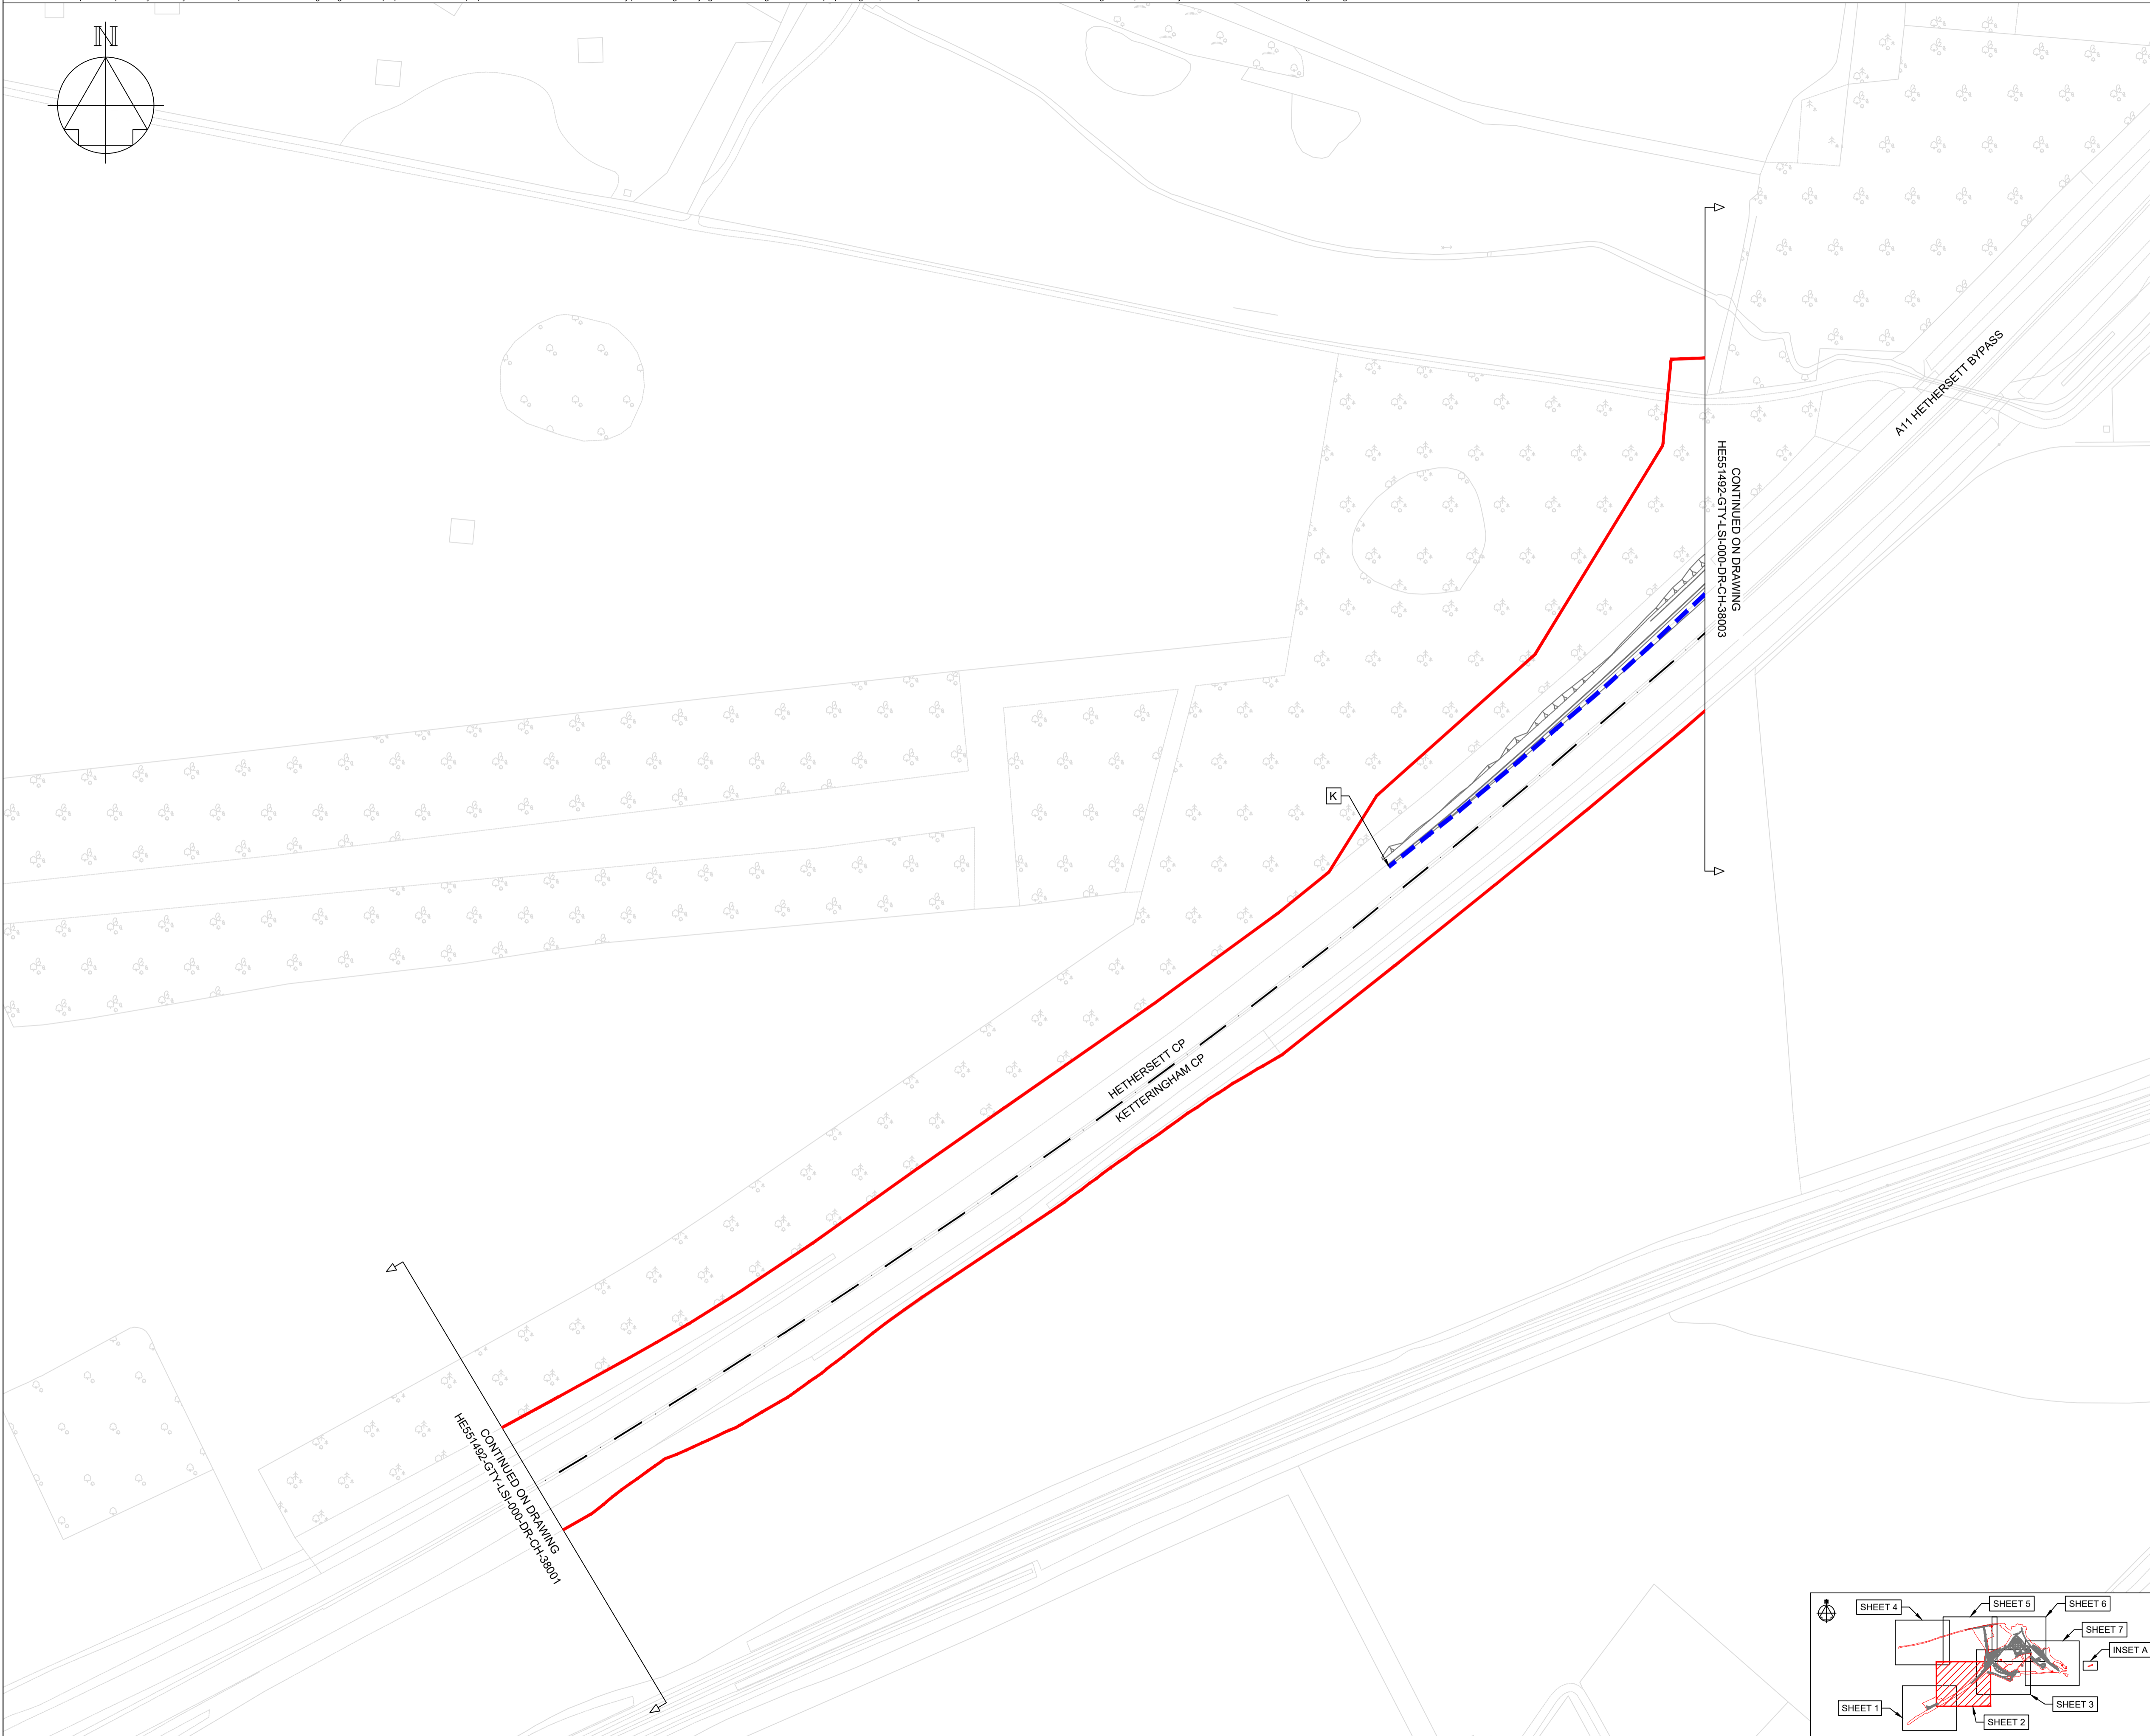 N
A11 HETHERSETT BYPASS
CONTINUED ON DRAWING
HE551492-GTY-LSI-000-DR-CH-38003
K
HETHERSETT CP
KETTERINGHAM CP
CONTINUED ON DRAWING
HE551492-GTY-LSI-000-DR-CH-38001
SHEET 4
SHEET 5
SHEET 6
SHEET 7
INSET A
SHEET 1
SHEET 3
SHEET 2